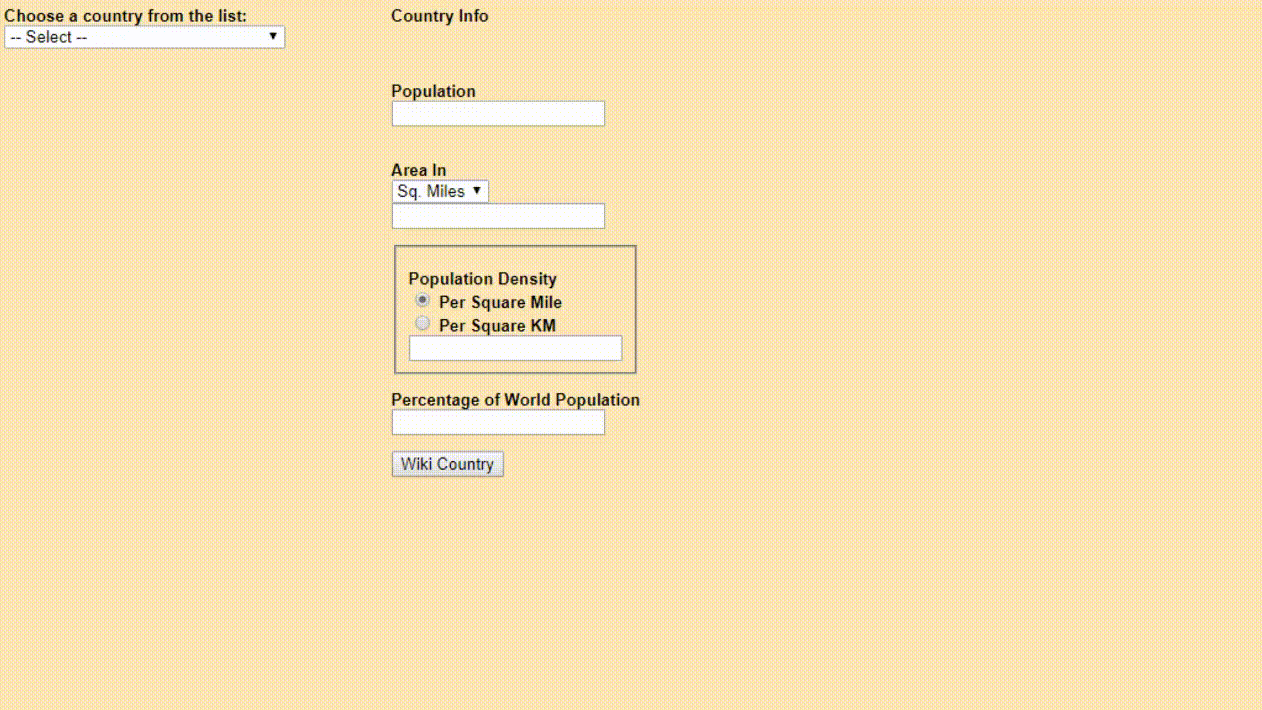 Choose a country from the list:
-- Select --
Country Info
Population
Area In
Sq. Miles
Population Density
Per Square Mile
Per Square KM
Percentage of World Population
Wiki Country